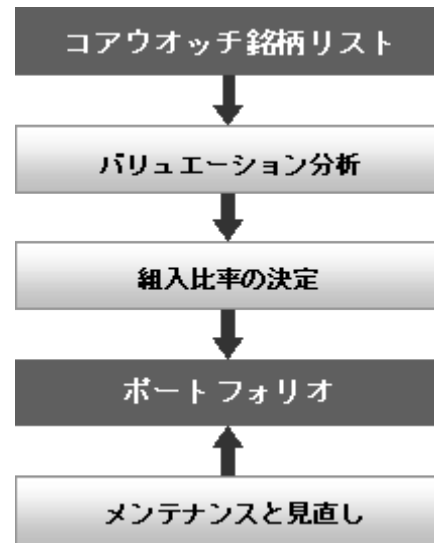 コアウオッチ銘柄リスト
バリュエーション分析
組入比率の決定
ポートフォリオ
メンテナンスと見直し